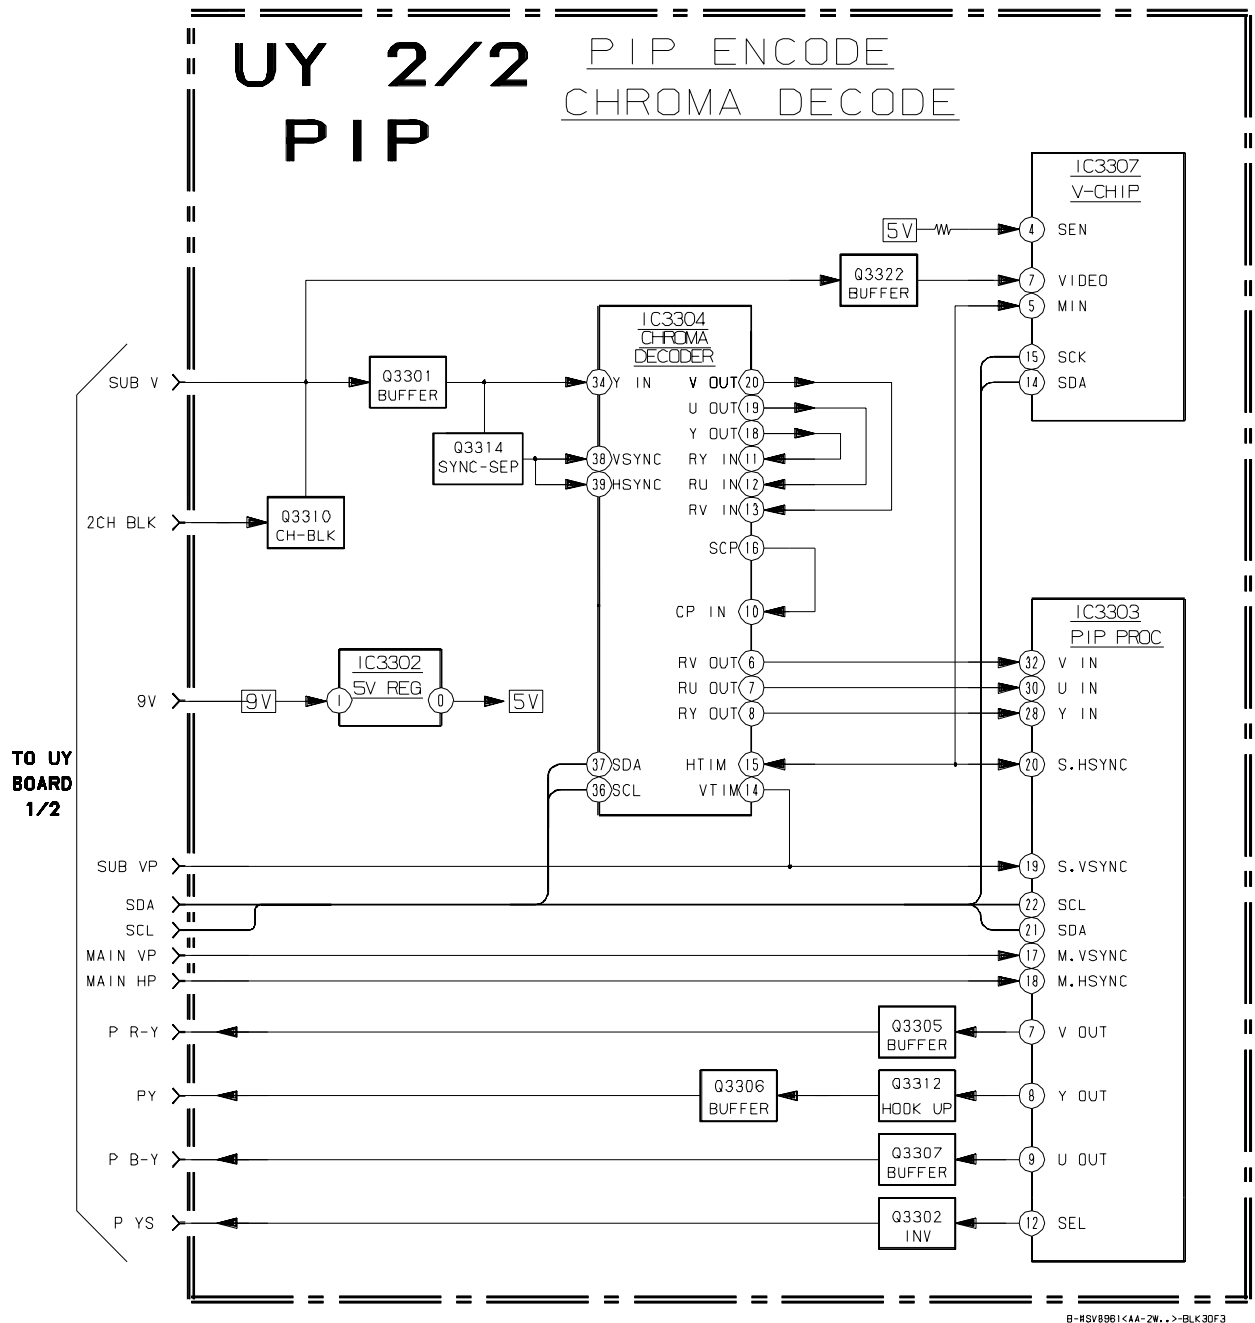 UY 2/2
PIP
PIP ENCODE
CHROMA DECODE
IC3307
V-CHIP
4 SEN
7 VIDEO
5 MIN
15 SCK
14 SDA
5V
Q3322
BUFFER
IC3304
CHROMA
DECODER
34 Y IN
38 VSYNC
39 HSYNC
37 SDA
36 SCL
V OUT 20
U OUT 19
Y OUT 18
RY IN 11
RU IN 12
RV IN 13
SCP 16
CP IN 10
RV OUT 6
RU OUT 7
RY OUT 8
HTIM 15
VTIM 14
SUB V
Q3301
BUFFER
Q3314
SYNC-SEP
2CH BLK
Q3310
CH-BLK
9V
9V
IC3302
5V REG
I
O
5V
TO UY
BOARD
1/2
IC3303
PIP PROC
32 V IN
30 U IN
28 Y IN
20 S.HSYNC
19 S.VSYNC
22 SCL
21 SDA
17 M.VSYNC
18 M.HSYNC
7 V OUT
8 Y OUT
9 U OUT
12 SEL
SUB VP
SDA
SCL
MAIN VP
MAIN HP
P R-Y
Q3305
BUFFER
PY
Q3306
BUFFER
Q3312
HOOK UP
P B-Y
Q3307
BUFFER
P YS
Q3302
INV
B-#SV8961<AA-2W..>-BLK3DF3